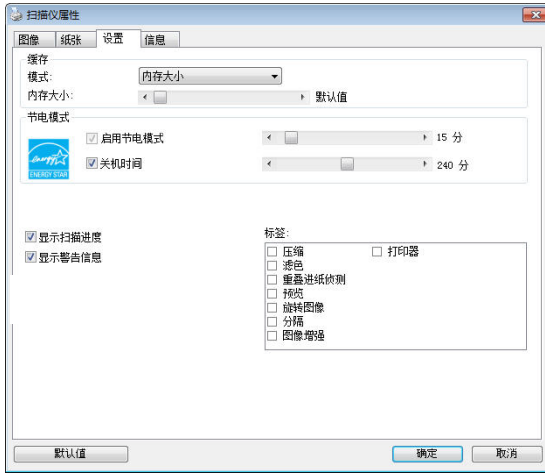 扫描仪属性
图像 纸张 设置 信息
缓存
模式: 内存大小
内存大小: 默认值
节电模式
启用节电模式 15 分
关机时间 240 分
energy
ENERGY STAR
显示扫描进度
显示警告信息
标签:
压缩 打印器
滤色
重叠进纸侦测
预览
旋转图像
分隔
图像增强
默认值 确定 取消